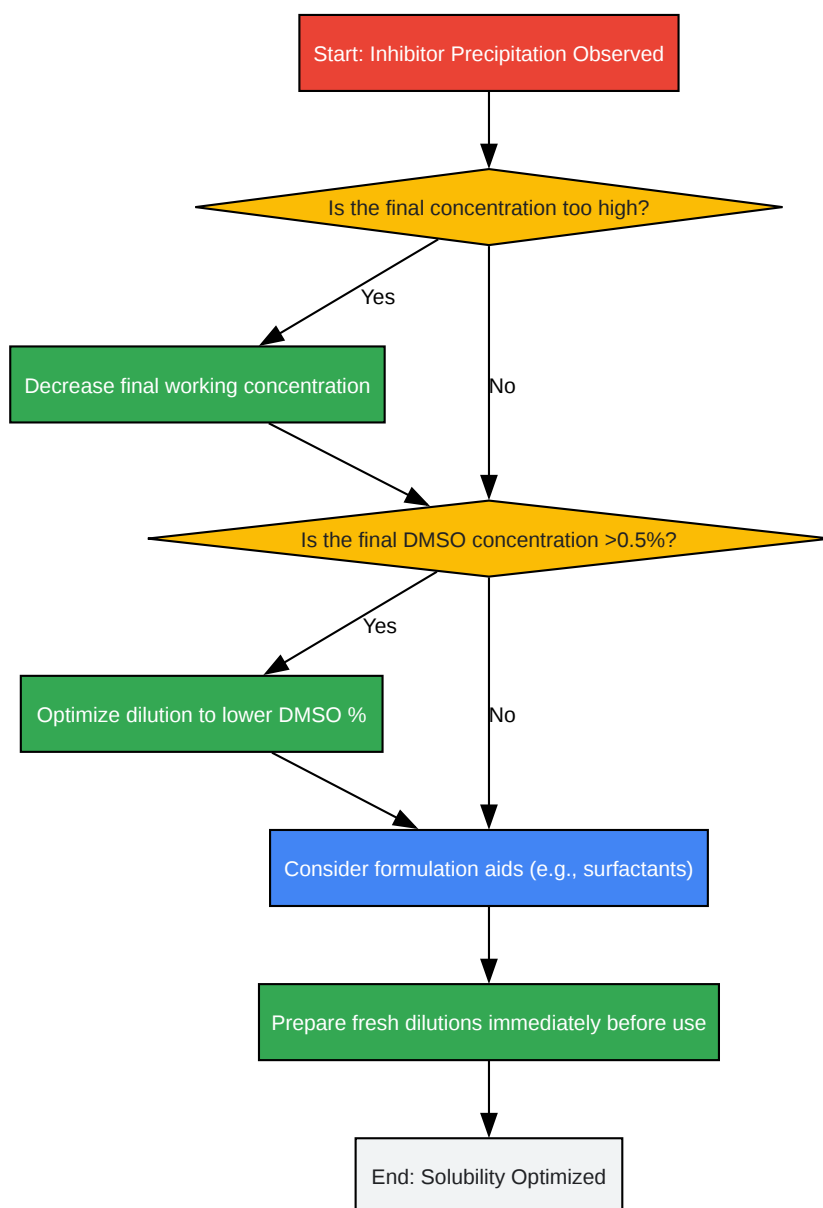 Start: Inhibitor Precipitation Observed
Is the final concentration too high?
Yes
Decrease final working concentration
No
Is the final DMSO concentration >0.5%?
Yes
Optimize dilution to lower DMSO %
No
Consider formulation aids (e.g., surfactants)
Prepare fresh dilutions immediately before use
End: Solubility Optimized